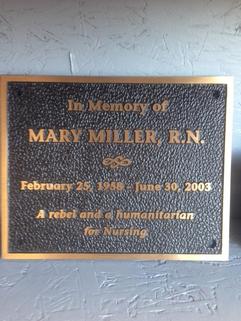 In Memory of
MARY MILLER, R.N.
February 25, 1958 - June 30, 2003
A rebel and a humanitarian
for Nursing.